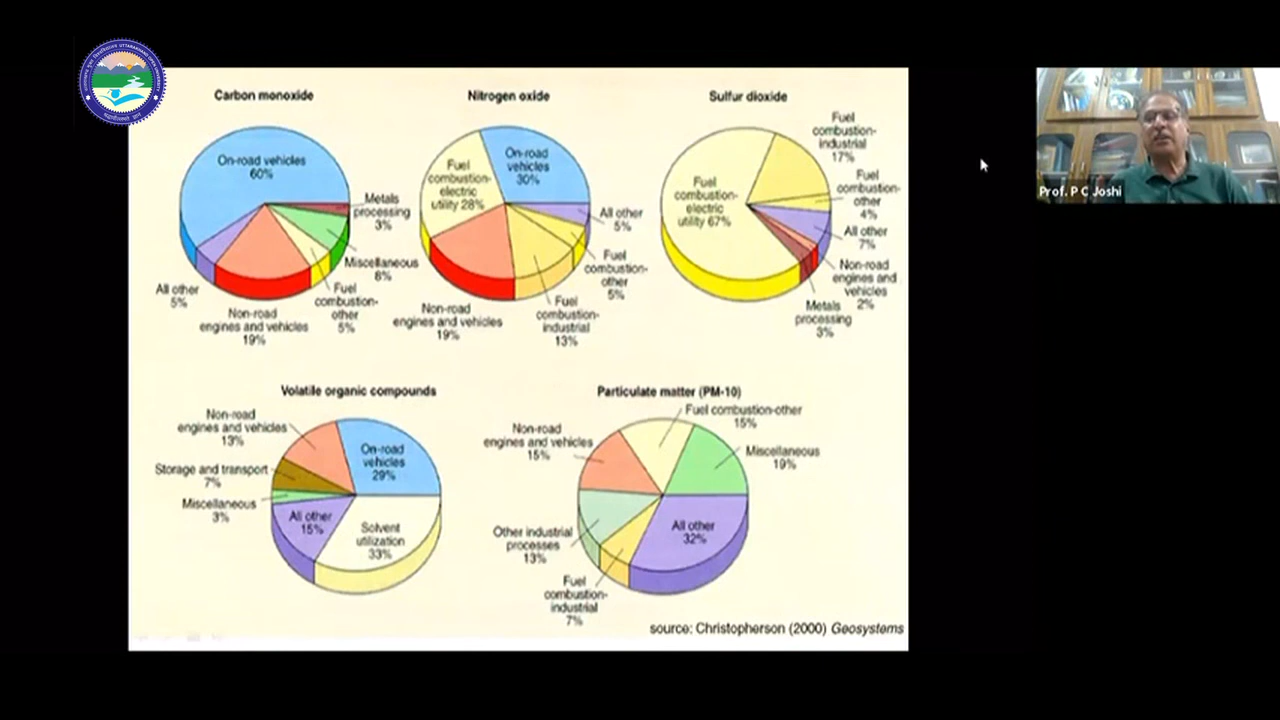 Carbon monoxide
On-road vehicles
60%
Metals
processing
3%
Miscellaneous
8%
Fuel
combustion-
other
5%
Non-road
engines and vehicles
19%
All other
5%
Nitrogen oxide
On-road
vehicles
30%
Fuel
combustion-
electric
utility 28%
All other
5%
Fuel
combustion-
other
5%
Fuel
combustion-
industrial
13%
Non-road
engines and vehicles
19%
Sulfur dioxide
Fuel
combustion-
industrial
17%
Fuel
combustion-
other
4%
Fuel
combustion-
electric
utility 67%
All other
7%
Non-road
engines and
vehicles
2%
Metals
processing
3%
Prof. P C Joshi
Volatile organic compounds
Non-road
engines and vehicles
13%
On-road
vehicles
29%
Storage and transport
7%
Miscellaneous
3%
All other
15%
Solvent
utilization
33%
Particulate matter (PM-10)
Fuel combustion-other
15%
Non-road
engines and vehicles
15%
Miscellaneous
19%
Other industrial
processes
13%
All other
32%
Fuel
combustion-
industrial
7%
source: Christopherson (2000) Geosystems